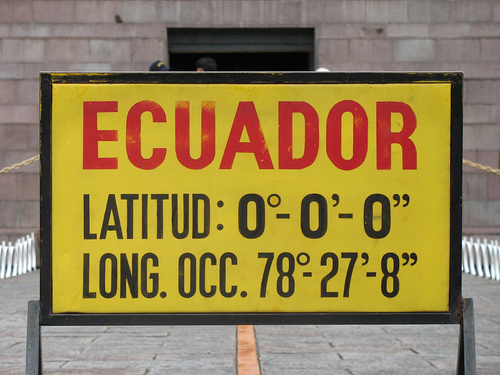 ECUADOR
LATITUD: 0°-0'-0"
LONG. OCC. 78°-27'-8"